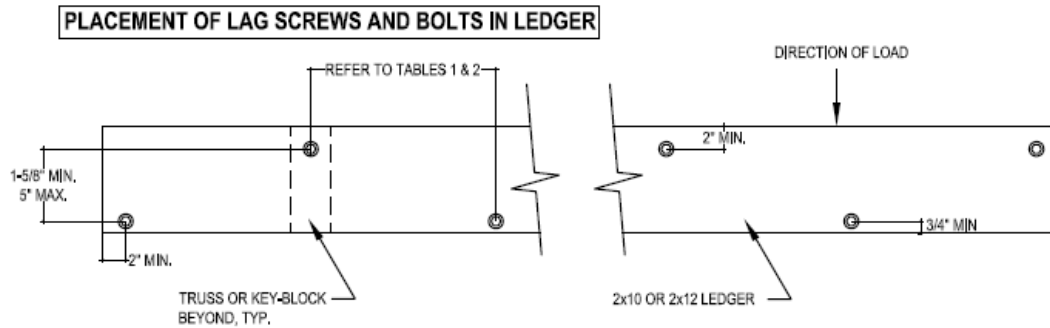 PLACEMENT OF LAG SCREWS AND BOLTS IN LEDGER
DIRECTION OF LOAD
REFER TO TABLES 1 & 2
2" MIN.
1-5/8" MIN.
5" MAX.
3/4" MIN
2" MIN.
TRUSS OR KEY-BLOCK
BEYOND, TYP.
2x10 OR 2x12 LEDGER